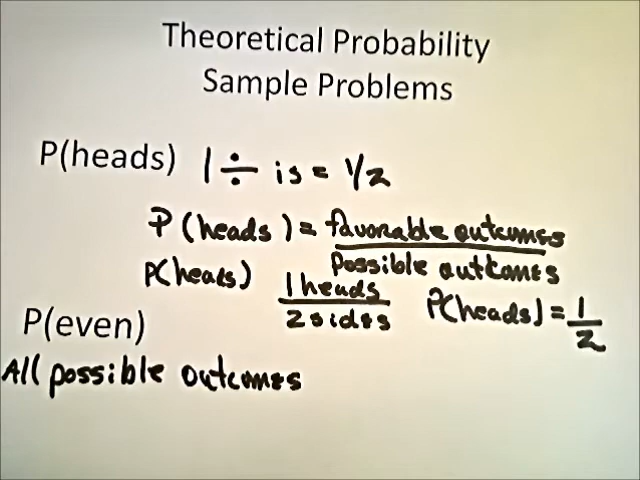 Theoretical Probability
Sample Problems
P(heads) 1 ÷ is = 1/2
P(heads) = favorable outcomes
possible outcomes
P(heads) 1 heads
2 sides
P(heads) = 1
2
P(even)
All possible outcomes